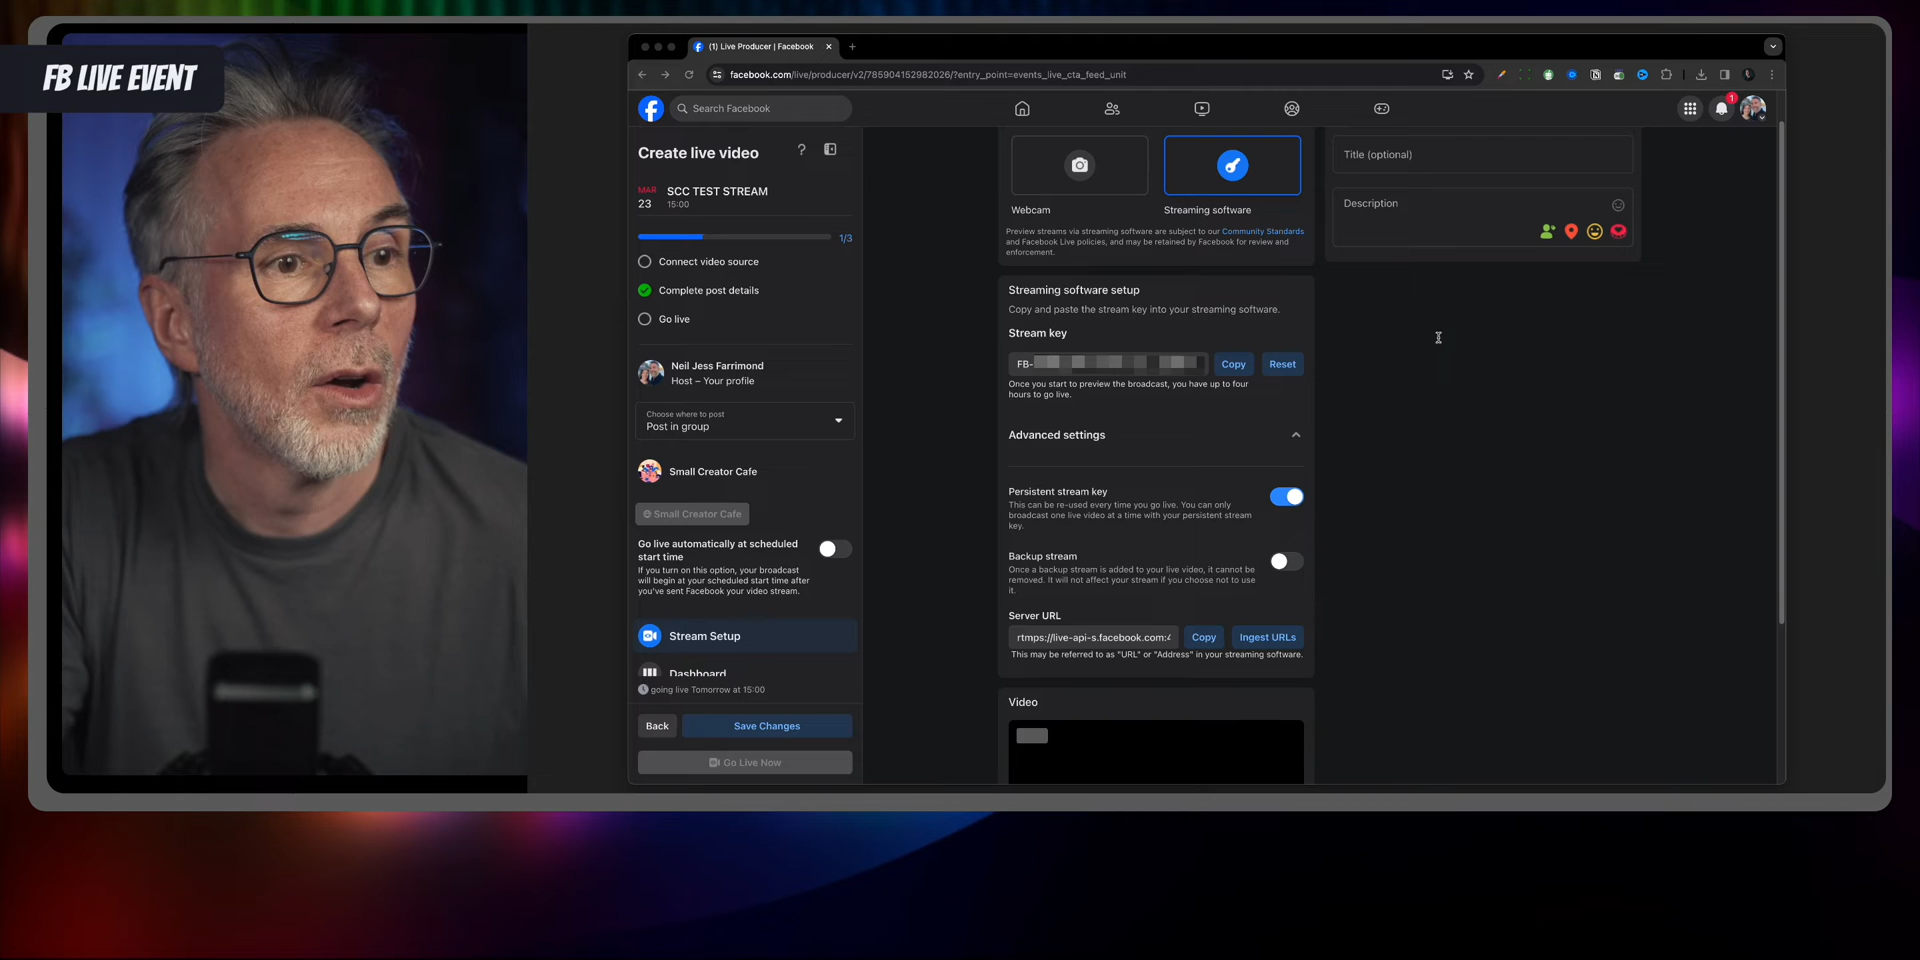 FB LIVE EVENT
(1) Live Producer | Facebook
facebook.com/live/producer/v2/785904152982026/?entry_point=events_live_cta_feed_unit
Search Facebook
1
Create live video
?
MAR
23
SCC TEST STREAM
15:00
1/3
Connect video source
Complete post details
Go live
Neil Jess Farrimond
Host – Your profile
Choose where to post
Post in group
Small Creator Cafe
Small Creator Cafe
Go live automatically at scheduled
start time
If you turn on this option, your broadcast
will begin at your scheduled start time after
you've sent Facebook your video stream.
Stream Setup
Dashboard
going live Tomorrow at 15:00
Back
Save Changes
Go Live Now
Webcam
Streaming software
Preview streams via streaming software are subject to our Community Standards
and Facebook Live policies, and may be retained by Facebook for review and
enforcement.
Streaming software setup
Copy and paste the stream key into your streaming software.
Stream key
FB-
Copy
Reset
Once you start to preview the broadcast, you have up to four
hours to go live.
Advanced settings
Persistent stream key
This can be re-used every time you go live. You can only
broadcast one live video at a time with your persistent stream
key.
Backup stream
Once a backup stream is added to your live video, it cannot be
removed. It will not affect your stream if you choose not to use
it.
Server URL
rtmps://live-api-s.facebook.com:4
Copy
Ingest URLs
This may be referred to as "URL" or "Address" in your streaming software.
Video
Title (optional)
Description